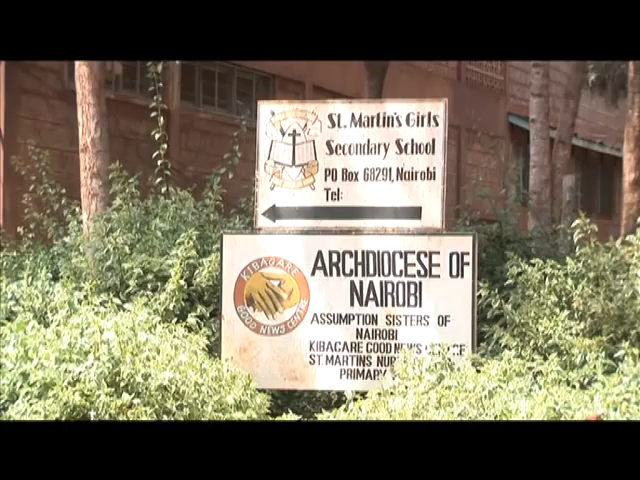 St. Martin's Girls
Secondary School
PO Box 68291, Nairobi
Tel:
KIBAGARE
GOOD NEWS CENTRE
ARCHDIOCESE OF
NAIROBI
ASSUMPTION SISTERS OF
NAIROBI
KIBAGARE GOOD NEWS CENTRE
ST. MARTINS
PRIMARY